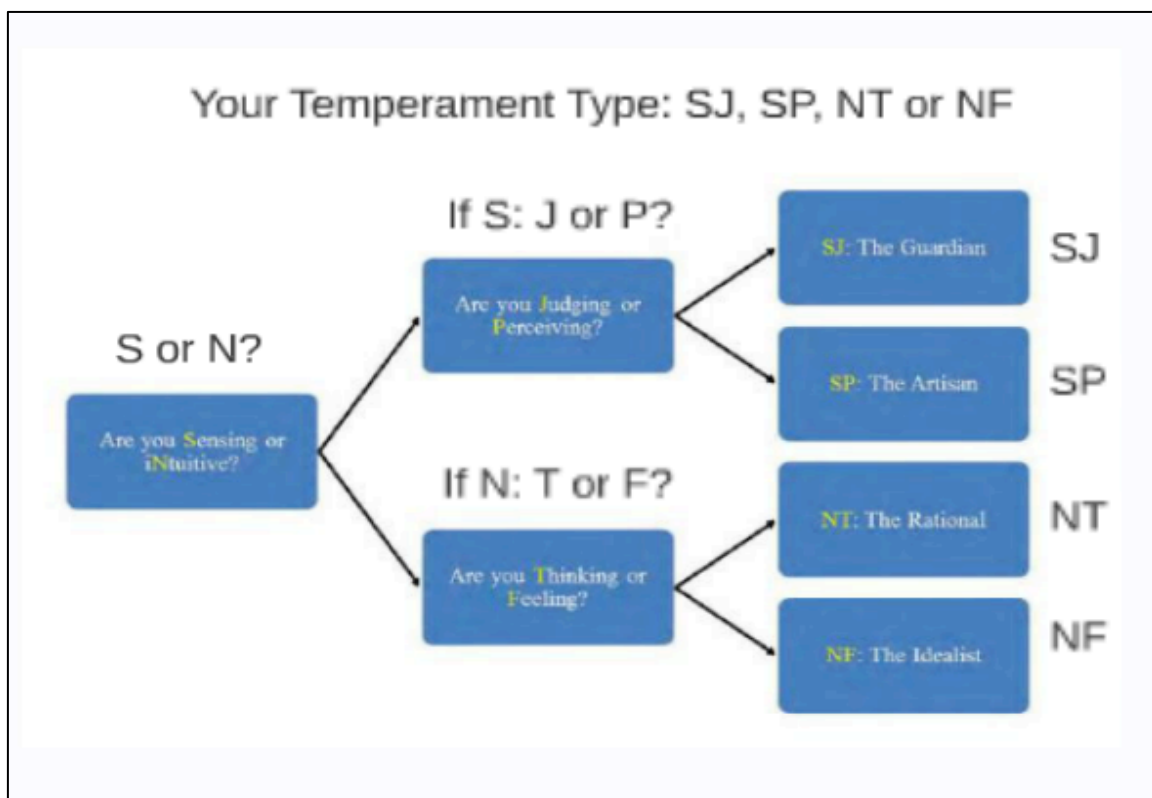 Your Temperament Type: SJ, SP, NT or NF
S or N?
Are you Sensing or
iNtuitive?
If S: J or P?
Are you Judging or
Perceiving?
If N: T or F?
Are you Thinking or
Feeling?
SJ: The Guardian
SJ
SP: The Artisan
SP
NT: The Rational
NT
NF: The Idealist
NF